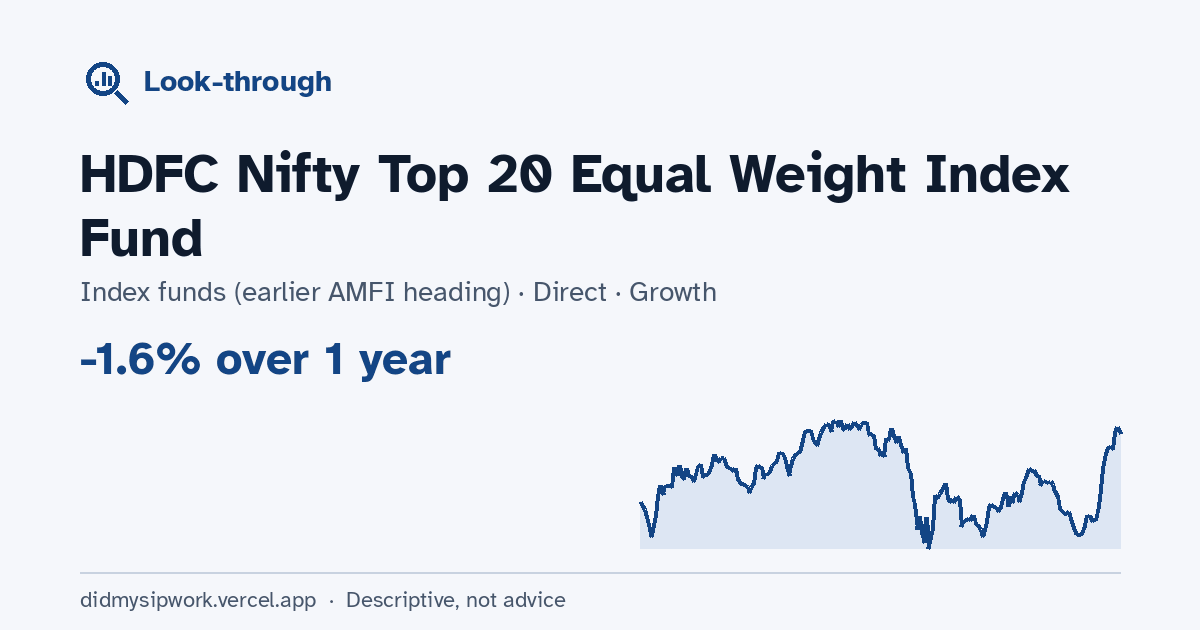 Look-through
HDFC Nifty Top 20 Equal Weight Index
Fund
Index funds (earlier AMFI heading) · Direct · Growth
-1.6% over 1 year
didmysipwork.vercel.app · Descriptive, not advice